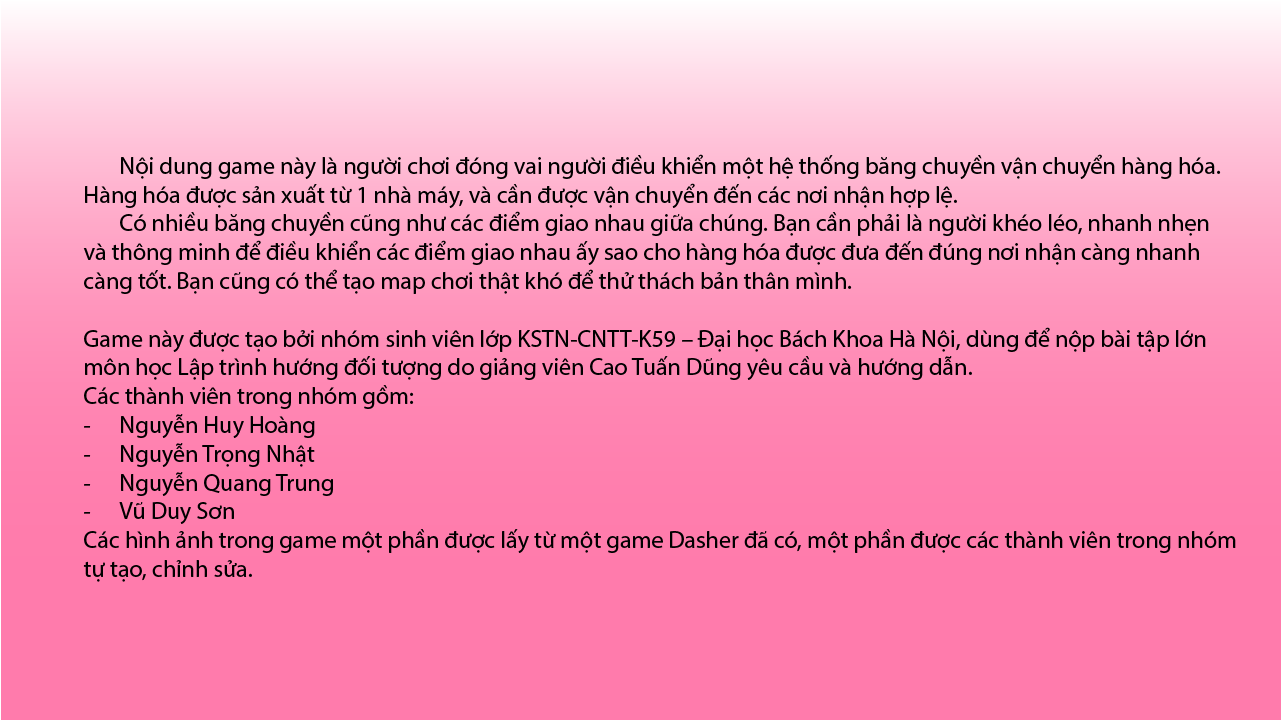 Nội dung game này là người chơi đóng vai người điều khiển một hệ thống băng chuyền vận chuyển hàng hóa.
Hàng hóa được sản xuất từ 1 nhà máy, và cần được vận chuyển đến các nơi nhận hợp lệ.
Có nhiều băng chuyền cũng như các điểm giao nhau giữa chúng. Bạn cần phải là người khéo léo, nhanh nhẹn
và thông minh để điều khiển các điểm giao nhau ấy sao cho hàng hóa được đưa đến đúng nơi nhận càng nhanh
càng tốt. Bạn cũng có thể tạo map chơi thật khó để thử thách bản thân mình.
Game này được tạo bởi nhóm sinh viên lớp KSTN-CNTT-K59 – Đại học Bách Khoa Hà Nội, dùng để nộp bài tập lớn
môn học Lập trình hướng đối tượng do giảng viên Cao Tuấn Dũng yêu cầu và hướng dẫn.
Các thành viên trong nhóm gồm:
- Nguyễn Huy Hoàng
- Nguyễn Trọng Nhật
- Nguyễn Quang Trung
- Vũ Duy Sơn
Các hình ảnh trong game một phần được lấy từ một game Dasher đã có, một phần được các thành viên trong nhóm
tự tạo, chỉnh sửa.